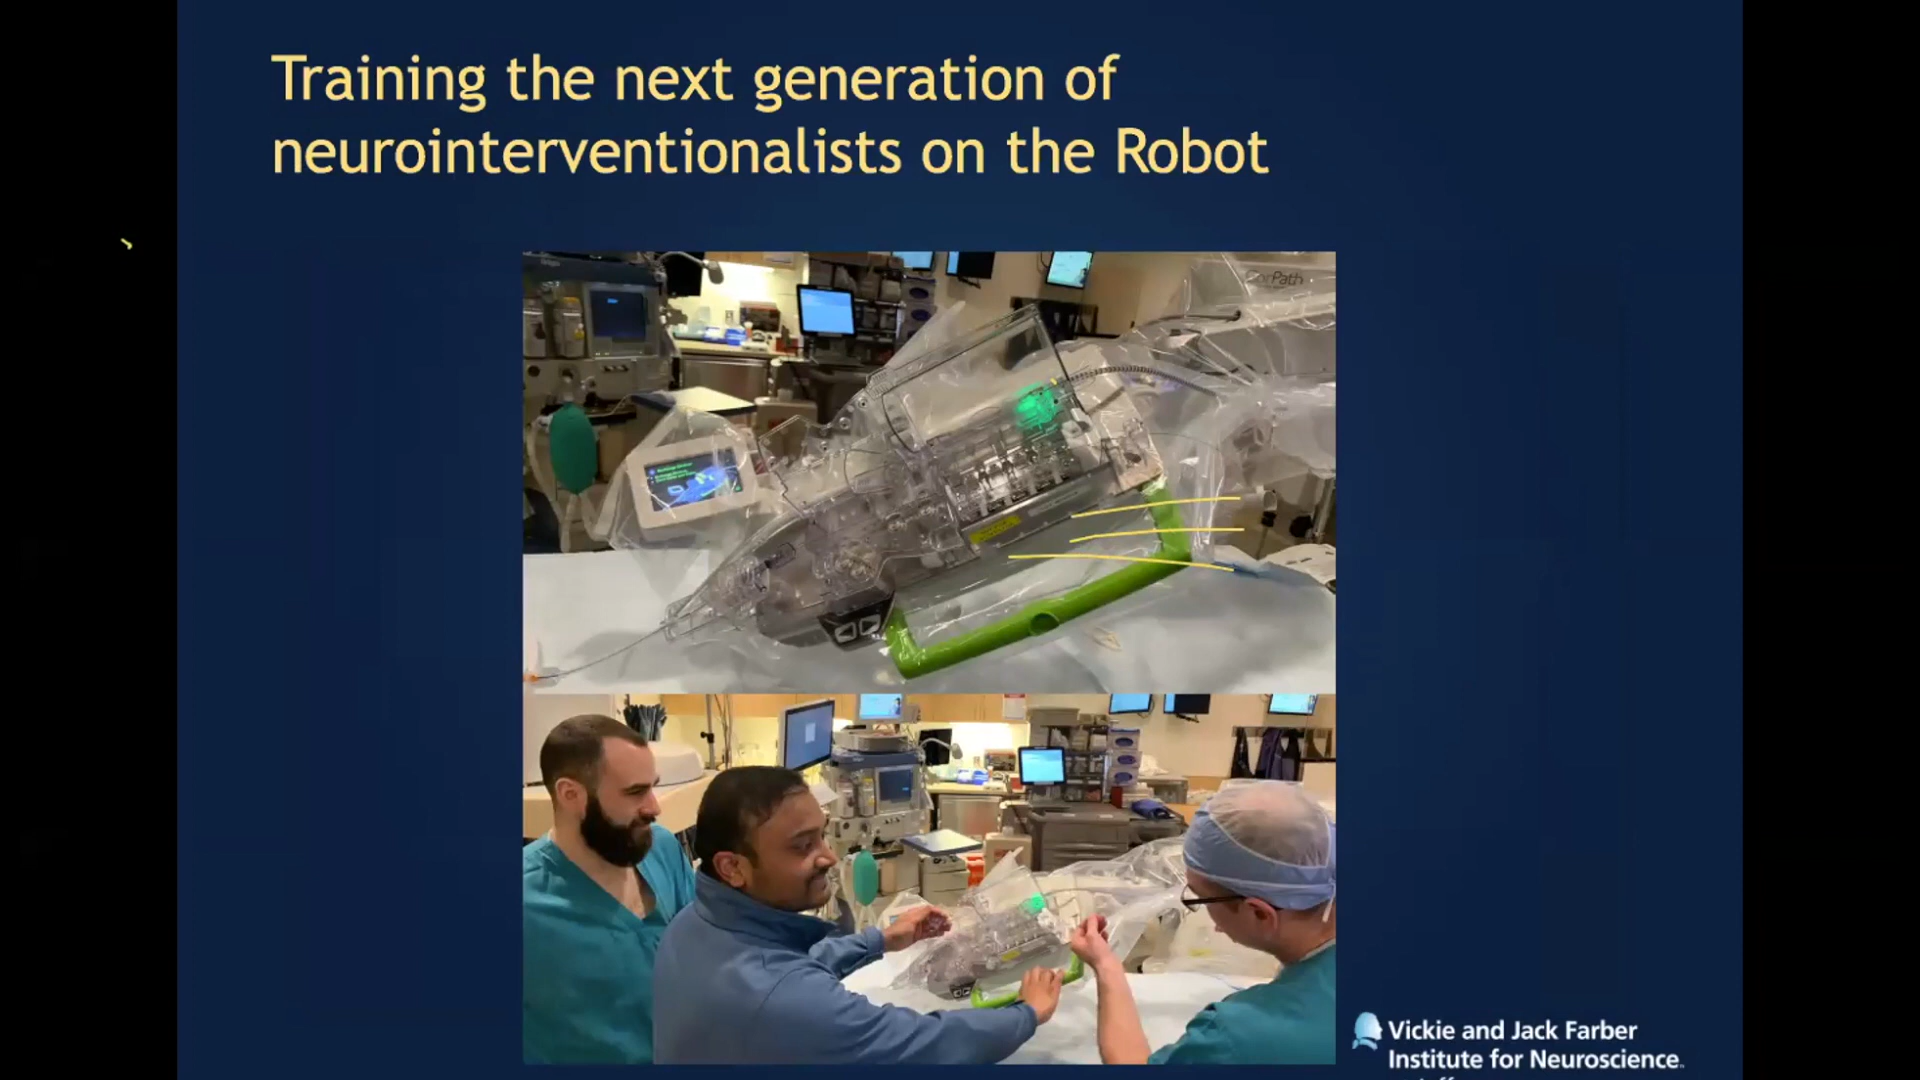 Training the next generation of
neurointerventionalists on the Robot
CorPath
Vickie and Jack Farber
Institute for Neuroscience